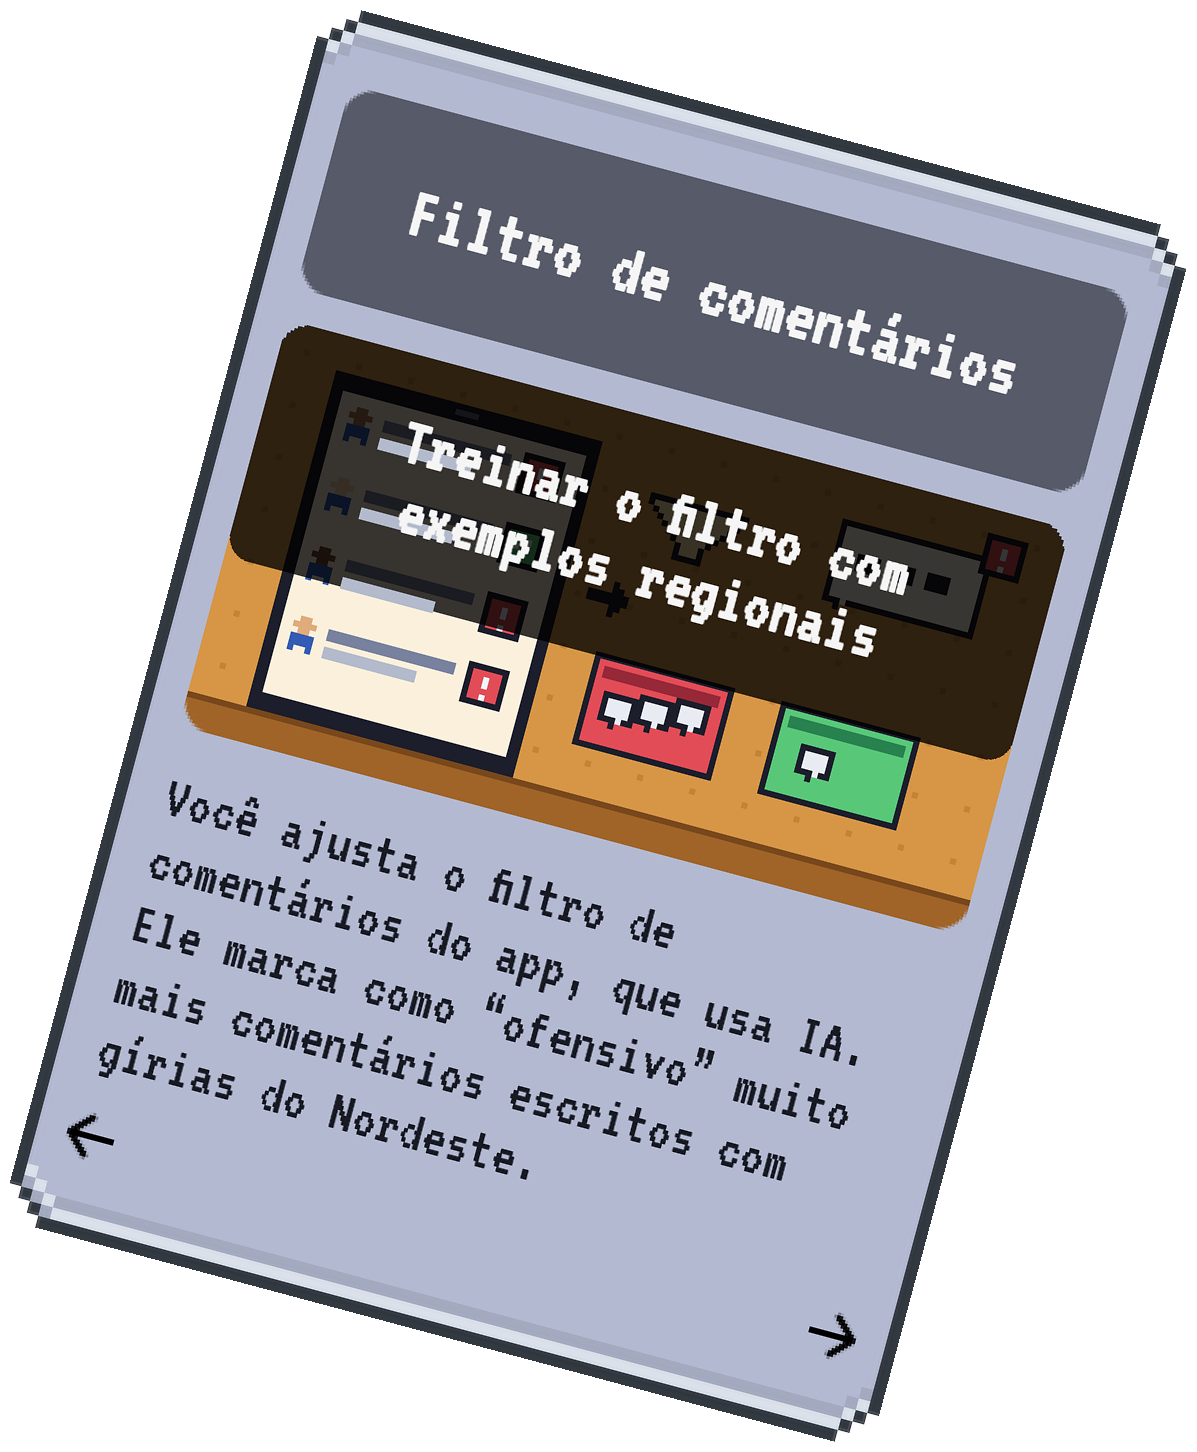 Filtro de comentários
Treinar o filtro com
exemplos regionais
Você ajusta o filtro de
comentários do app, que usa IA.
Ele marca como “ofensivo” muito
mais comentários escritos com
gírias do Nordeste.